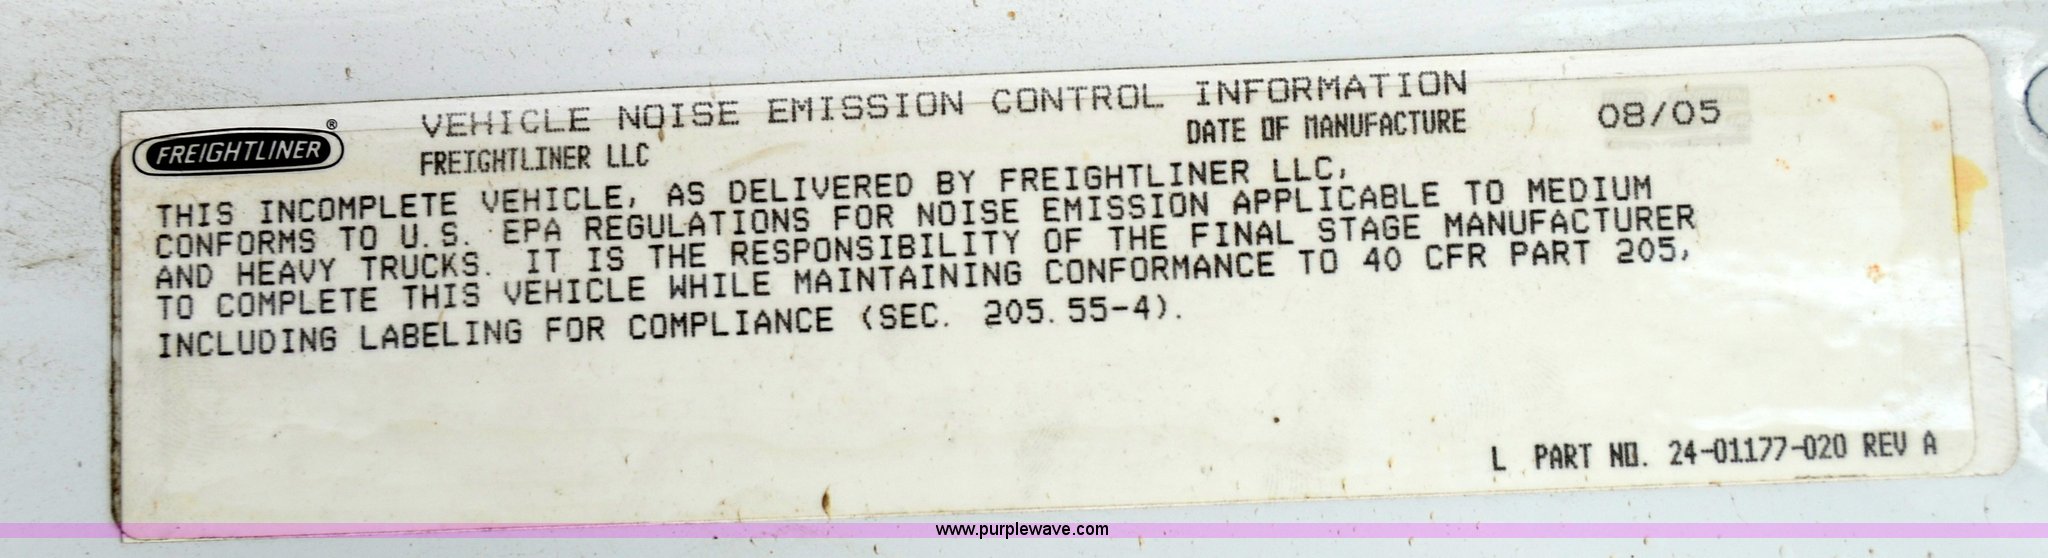 FREIGHTLINER®
VEHICLE NOISE EMISSION CONTROL INFORMATION
FREIGHTLINER LLC
DATE OF MANUFACTURE 08/05
THIS INCOMPLETE VEHICLE, AS DELIVERED BY FREIGHTLINER LLC,
CONFORMS TO U.S. EPA REGULATIONS FOR NOISE EMISSION APPLICABLE TO MEDIUM
AND HEAVY TRUCKS. IT IS THE RESPONSIBILITY OF THE FINAL STAGE MANUFACTURER
TO COMPLETE THIS VEHICLE WHILE MAINTAINING CONFORMANCE TO 40 CFR PART 205,
INCLUDING LABELING FOR COMPLIANCE (SEC. 205.55-4).
L PART NO. 24-01177-020 REV A
www.purplewave.com